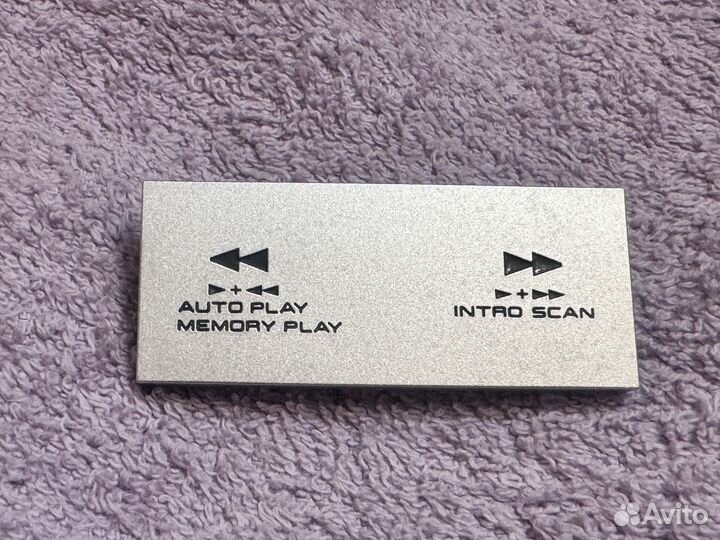 AUTO PLAY
MEMORY PLAY
INTRO SCAN
Avito